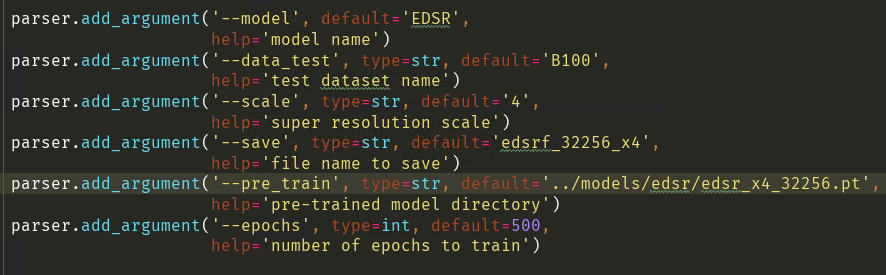 parser.add_argument('--model', default='EDSR',
help='model name')
parser.add_argument('--data_test', type=str, default='B100',
help='test dataset name')
parser.add_argument('--scale', type=str, default='4',
help='super resolution scale')
parser.add_argument('--save', type=str, default='edsrf_32256_x4',
help='file name to save')
parser.add_argument('--pre_train', type=str, default='../models/edsr/edsr_x4_32256.pt',
help='pre-trained model directory')
parser.add_argument('--epochs', type=int, default=500,
help='number of epochs to train')